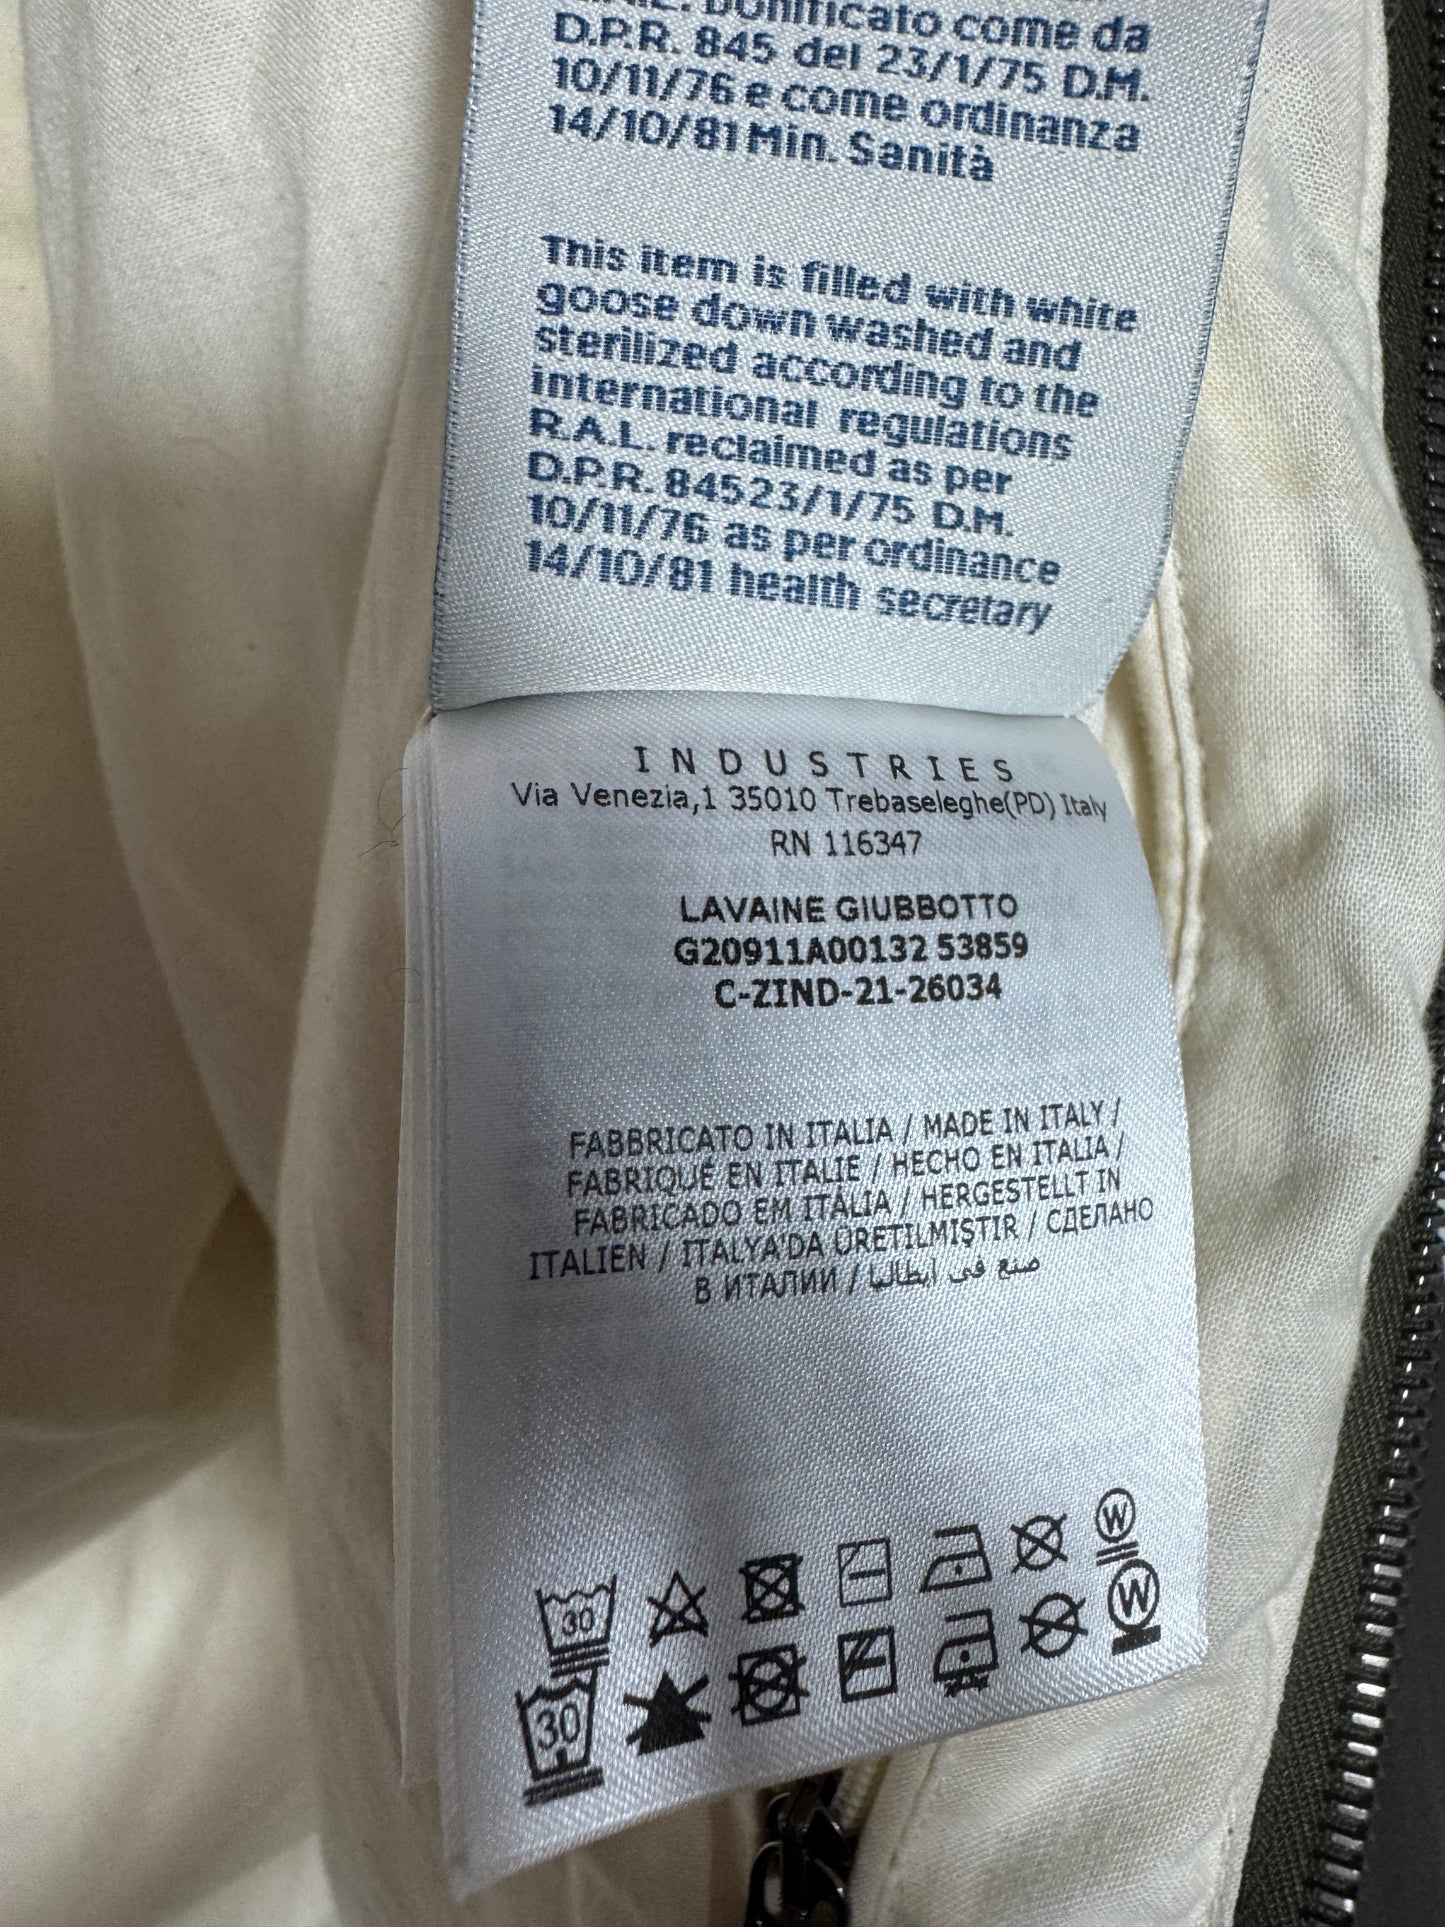 Bonificato come da
D.P.R. 845 del 23/1/75 D.M.
10/11/76 e come ordinanza
14/10/81 Min. Sanità
This item is filled with white
goose down washed and
sterilized according to the
international regulations
R.A.L. reclaimed as per
D.P.R. 84523/1/75 D.M.
10/11/76 as per ordinance
14/10/81 health secretary
INDUSTRIES
Via Venezia,1 35010 Trebaseleghe(PD) Italy
RN 116347
LAVAINE GIUBBOTTO
G20911A00132 53859
C-ZIND-21-26034
FABBRICATO IN ITALIA / MADE IN ITALY /
FABRIQUÉ EN ITALIE / HECHO EN ITALIA /
FABRICADO EM ITÁLIA / HERGESTELLT IN
ITALIEN / ITALYA'DA ÜRETILMIŞTIR / СДЕЛАНО
В ИТАЛИИ / صنع في ايطاليا
30 W
30 W